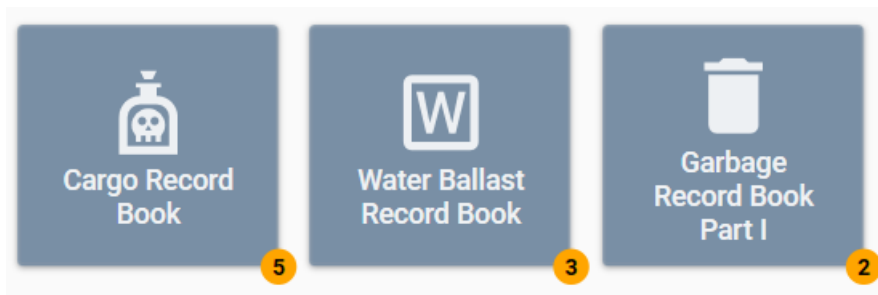 Cargo Record
Book
5
W
Water Ballast
Record Book
3
Garbage
Record Book
Part I
2